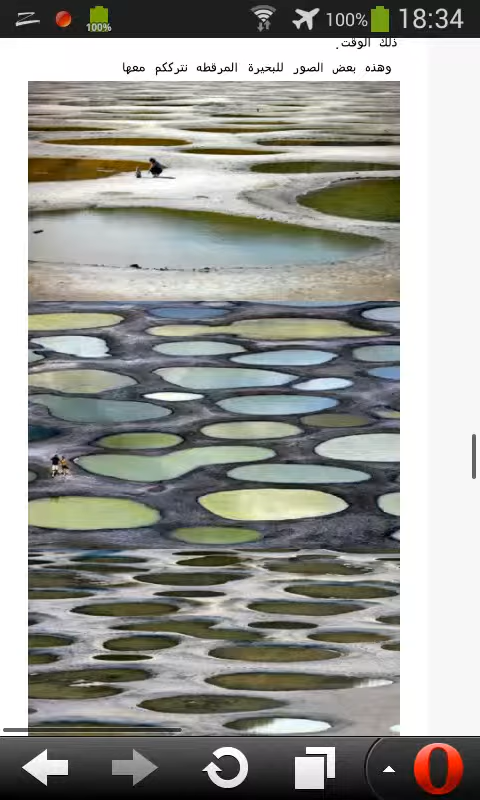 100%
100%
18:34
ذلك الوقت.
وهذه بعض الصور للبحيرة المرقطه نترككم معها